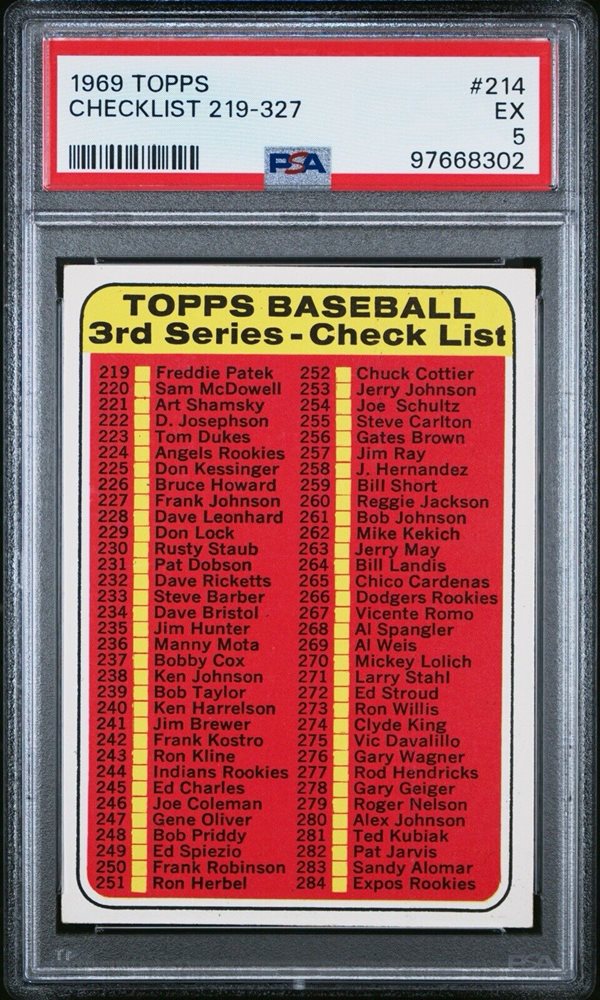 1969 TOPPS #214
CHECKLIST 219-327 EX
5
PSA 97668302
TOPPS BASEBALL
3rd Series - Check List
219 Freddie Patek 252 Chuck Cottier
220 Sam McDowell 253 Jerry Johnson
221 Art Shamsky 254 Joe Schultz
222 D. Josephson 255 Steve Carlton
223 Tom Dukes 256 Gates Brown
224 Angels Rookies 257 Jim Ray
225 Don Kessinger 258 J. Hernandez
226 Bruce Howard 259 Bill Short
227 Frank Johnson 260 Reggie Jackson
228 Dave Leonhard 261 Bob Johnson
229 Don Lock 262 Mike Kekich
230 Rusty Staub 263 Jerry May
231 Pat Dobson 264 Bill Landis
232 Dave Ricketts 265 Chico Cardenas
233 Steve Barber 266 Dodgers Rookies
234 Dave Bristol 267 Vicente Romo
235 Jim Hunter 268 Al Spangler
236 Manny Mota 269 Al Weis
237 Bobby Cox 270 Mickey Lolich
238 Ken Johnson 271 Larry Stahl
239 Bob Taylor 272 Ed Stroud
240 Ken Harrelson 273 Ron Willis
241 Jim Brewer 274 Clyde King
242 Frank Kostro 275 Vic Davalillo
243 Ron Kline 276 Gary Wagner
244 Indians Rookies 277 Rod Hendricks
245 Ed Charles 278 Gary Geiger
246 Joe Coleman 279 Roger Nelson
247 Gene Oliver 280 Alex Johnson
248 Bob Priddy 281 Ted Kubiak
249 Ed Spiezio 282 Pat Jarvis
250 Frank Robinson 283 Sandy Alomar
251 Ron Herbel 284 Expos Rookies
PSA